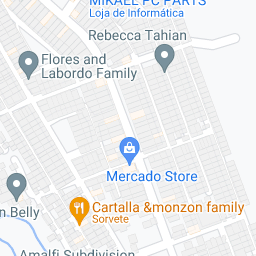 MIKAEL PC PARTS
Loja de Informática
Rebecca Tahian
Flores and
Labordo Family
Mercado Store
n Belly
Cartalla &monzon family
Sorvete
Amalfi Subdivision